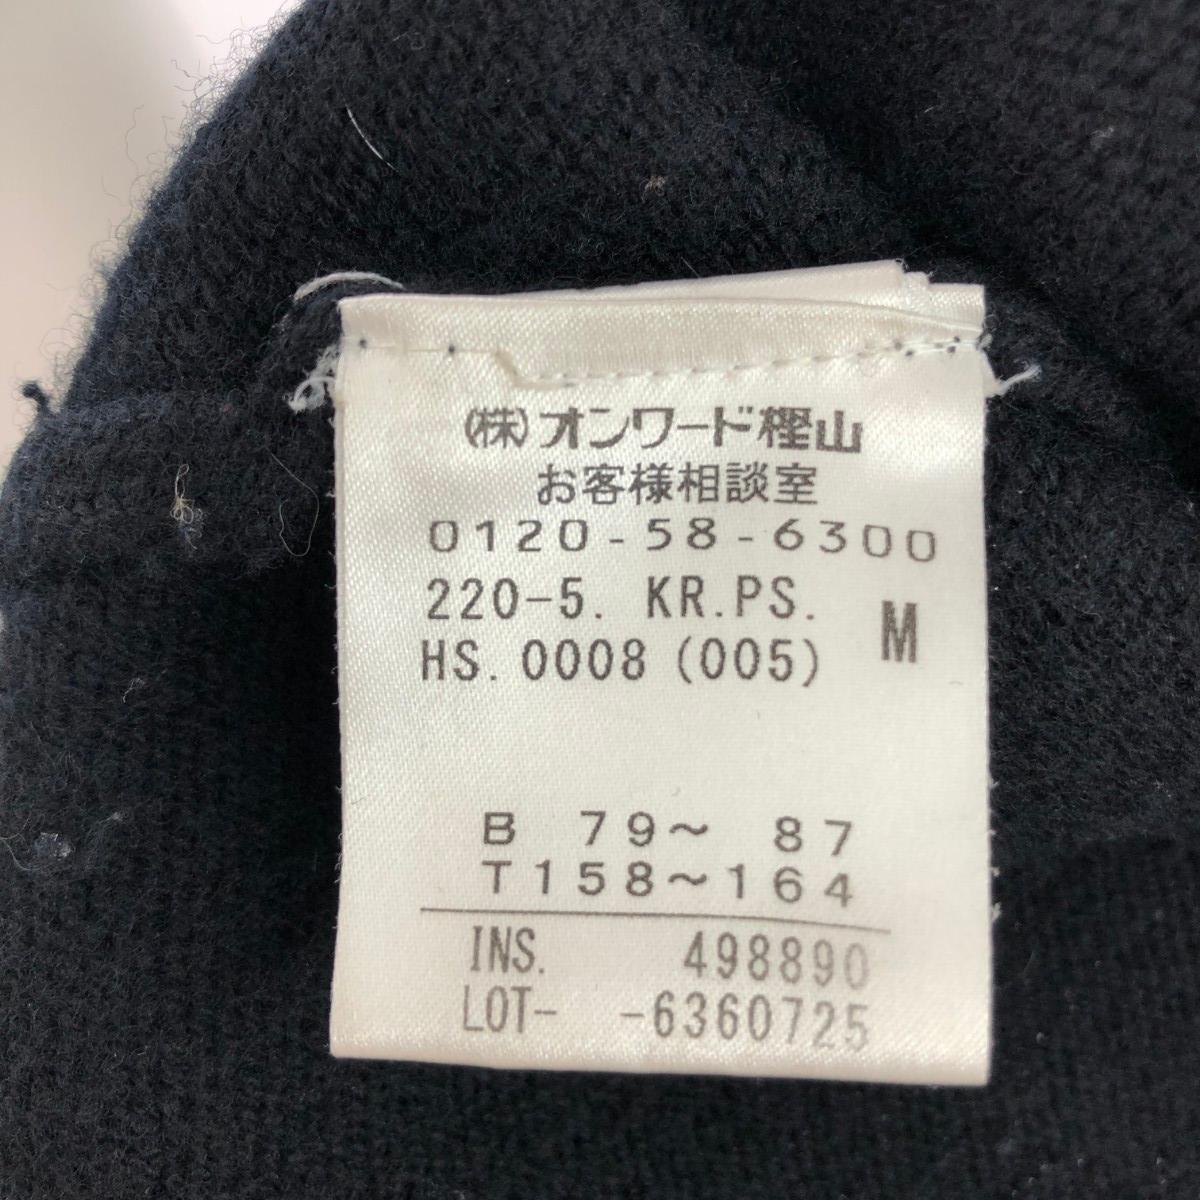 (株)オンワード樫山
お客様相談室
0120-58-6300
220-5. KR.PS.
M
HS. 0008 (005)
B 79～ 87
T158～164
INS. 498890
LOT- -6360725